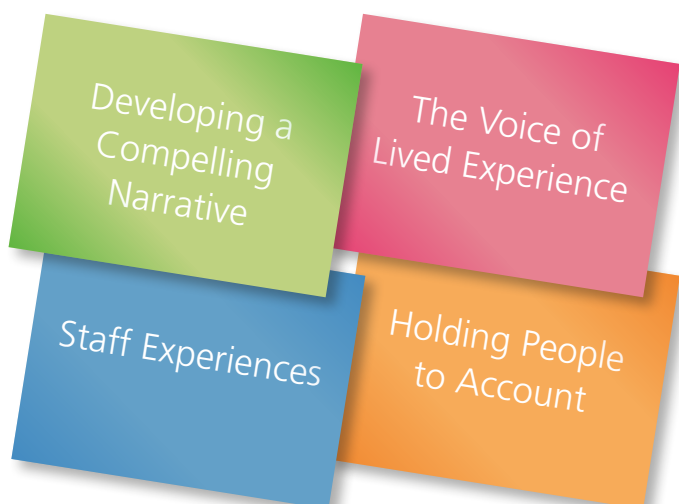 Developing a
Compelling
Narrative
The Voice of
Lived Experience
Staff Experiences
Holding People
to Account